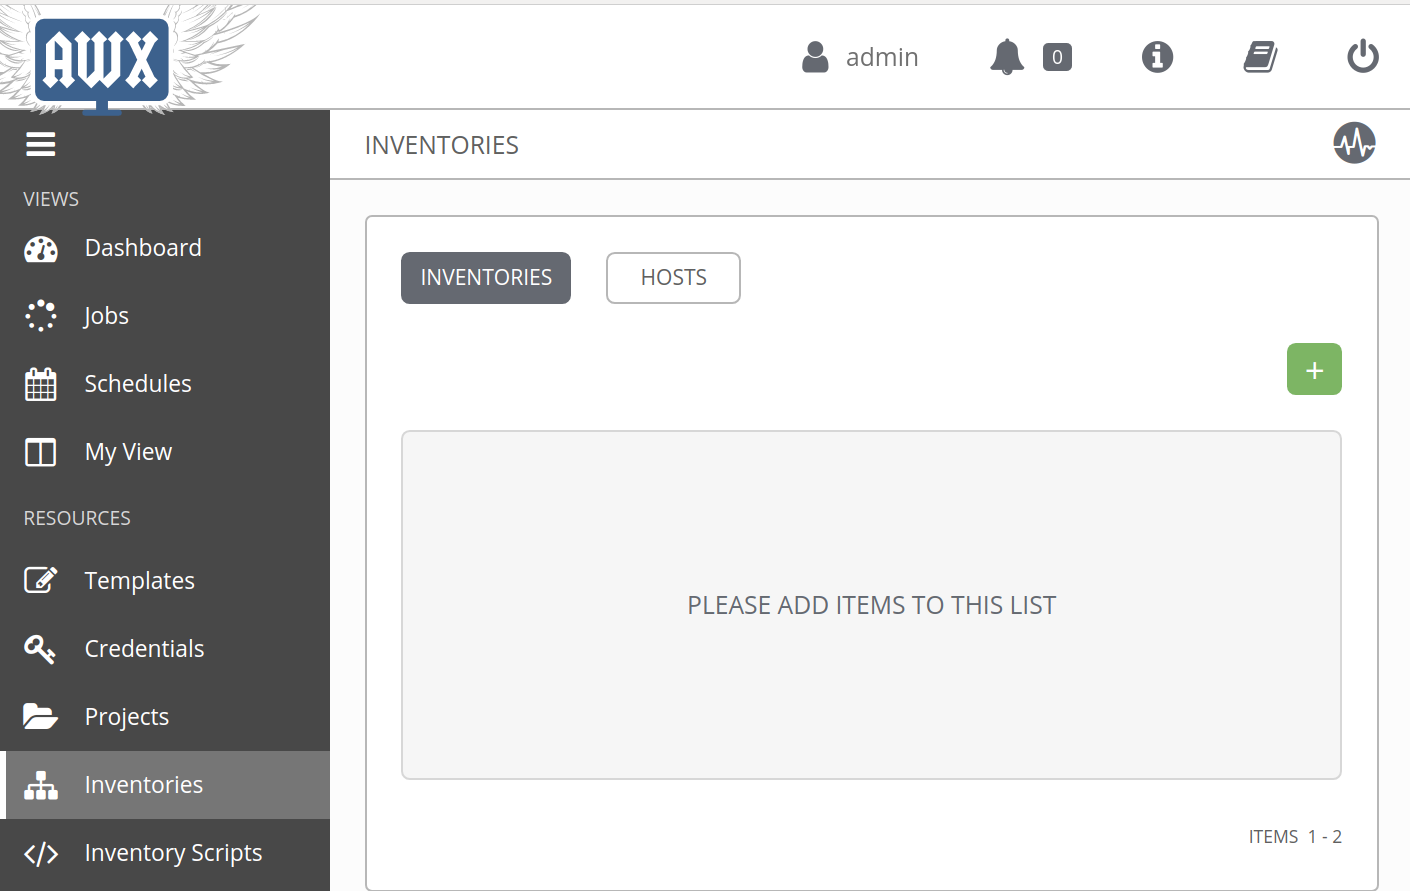 AWX
admin
0
INVENTORIES
VIEWS
Dashboard
Jobs
Schedules
My View
RESOURCES
Templates
Credentials
Projects
Inventories
Inventory Scripts
INVENTORIES
HOSTS
+
PLEASE ADD ITEMS TO THIS LIST
ITEMS 1 - 2